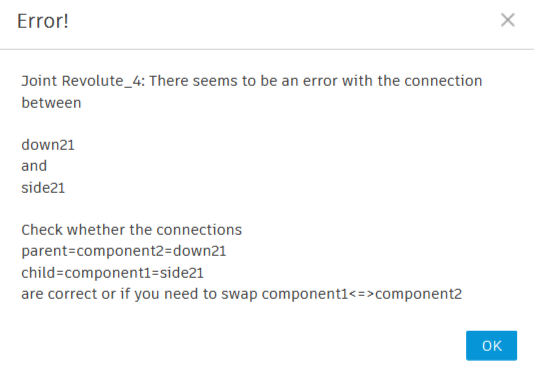 Error!
Joint Revolute_4: There seems to be an error with the connection
between
down21
and
side21
Check whether the connections
parent=component2=down21
child=component1=side21
are correct or if you need to swap component1<=>component2
OK